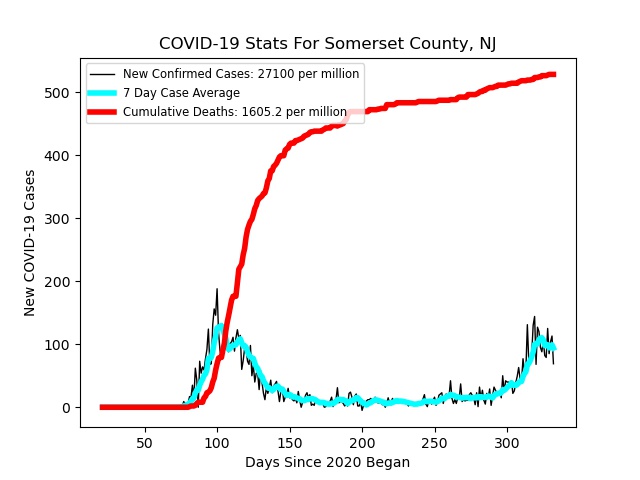 COVID-19 Stats For Somerset County, NJ
New Confirmed Cases: 27100 per million
7 Day Case Average
Cumulative Deaths: 1605.2 per million
New COVID-19 Cases
500
400
300
200
100
0
50 100 150 200 250 300
Days Since 2020 Began